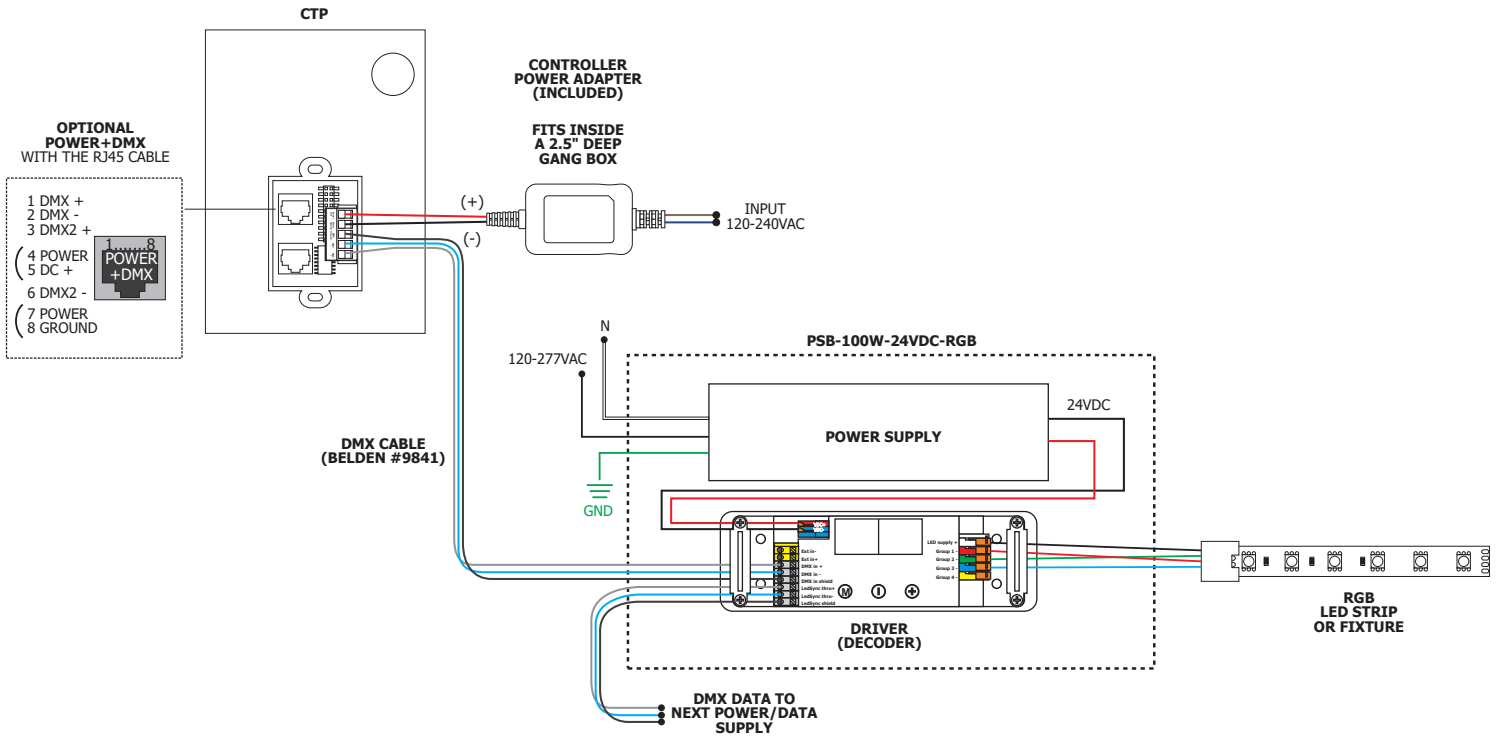 CTP
CONTROLLER
POWER ADAPTER
(INCLUDED)
FITS INSIDE
A 2.5" DEEP
GANG BOX
OPTIONAL
POWER+DMX
WITH THE RJ45 CABLE
1 DMX +
2 DMX -
3 DMX2 +
4 POWER
5 DC +
6 DMX2 -
7 POWER
8 GROUND
1......8
POWER
+DMX
(+)
(-)
INPUT
120-240VAC
N
120-277VAC
PSB-100W-24VDC-RGB
24VDC
POWER SUPPLY
DMX CABLE
(BELDEN #9841)
GND
Ext in-
Ext in+
DMX in +
DMX in -
DMX in shield
LedSync thru+
LedSync thru-
LedSync shield
M
I
+
LED supply +
Group 1 -
Group 2 -
Group 3 -
Group 4 -
DRIVER
(DECODER)
RGB
LED STRIP
OR FIXTURE
DMX DATA TO
NEXT POWER/DATA
SUPPLY